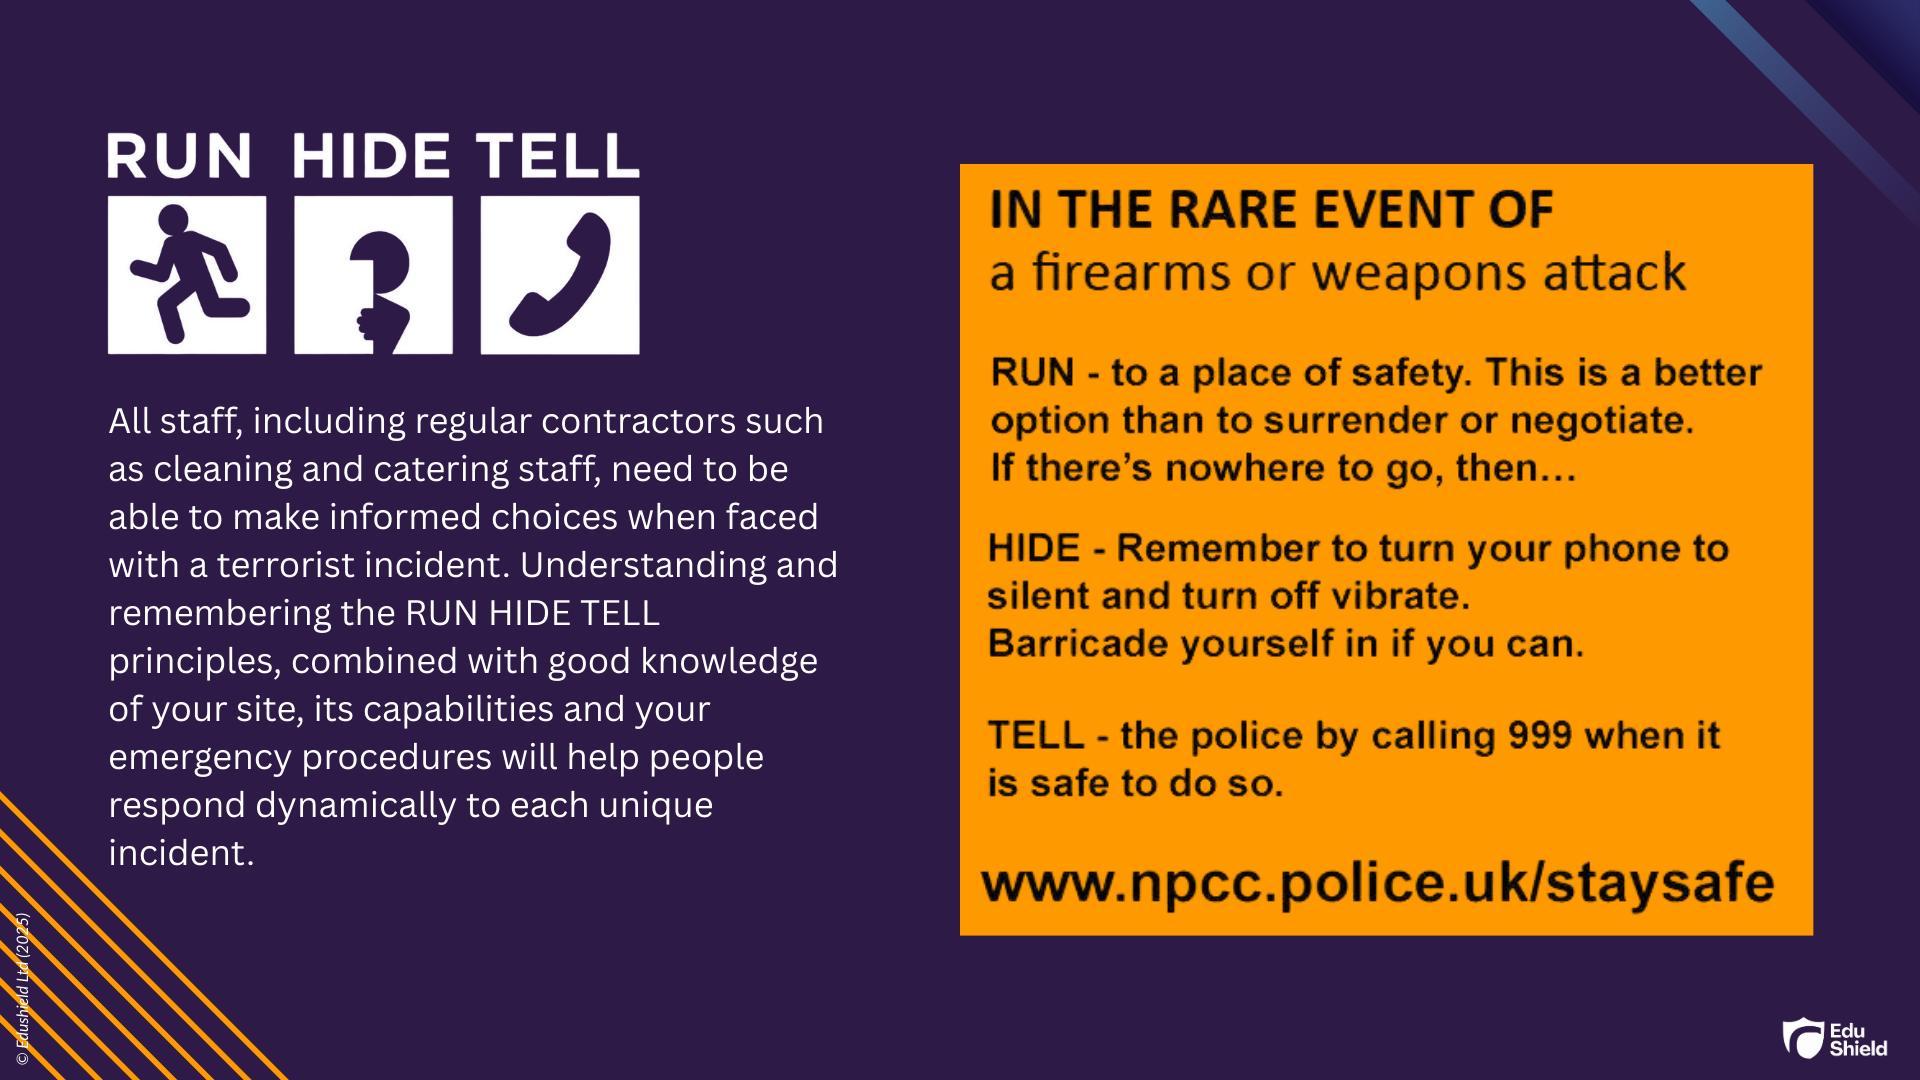 RUN HIDE TELL
All staff, including regular contractors such
as cleaning and catering staff, need to be
able to make informed choices when faced
with a terrorist incident. Understanding and
remembering the RUN HIDE TELL
principles, combined with good knowledge
of your site, its capabilities and your
emergency procedures will help people
respond dynamically to each unique
incident.
IN THE RARE EVENT OF
a firearms or weapons attack
RUN - to a place of safety. This is a better
option than to surrender or negotiate.
If there’s nowhere to go, then...
HIDE - Remember to turn your phone to
silent and turn off vibrate.
Barricade yourself in if you can.
TELL - the police by calling 999 when it
is safe to do so.
www.npcc.police.uk/staysafe
© Edushield Ltd (2025)
Edu
Shield